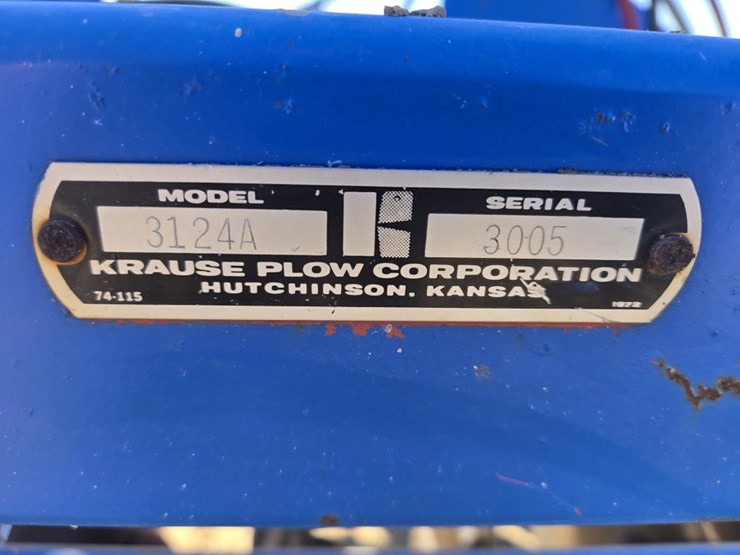 MODEL SERIAL
3124A 3005
KRAUSE PLOW CORPORATION
HUTCHINSON, KANSAS
74-115 1972